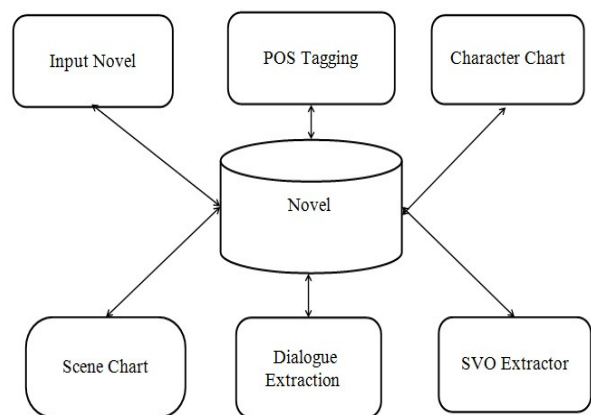 Input Novel
POS Tagging
Character Chart
Novel
Scene Chart
Dialogue
Extraction
SVO Extractor